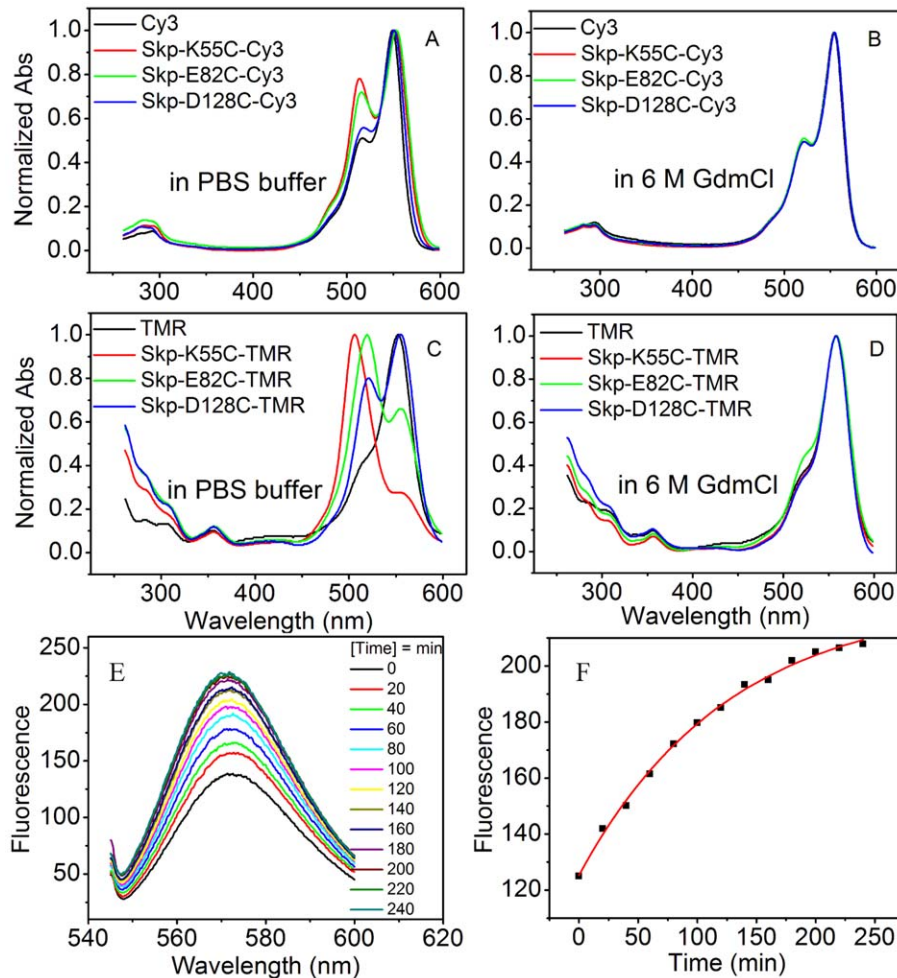 Cy3
Skp-K55C-Cy3
Skp-E82C-Cy3
Skp-D128C-Cy3
A
in PBS buffer
Normalized Abs
1.0
0.8
0.6
0.4
0.2
0.0
300 400 500 600
Cy3
Skp-K55C-Cy3
Skp-E82C-Cy3
Skp-D128C-Cy3
B
in 6 M GdmCl
1.0
0.8
0.6
0.4
0.2
0.0
300 400 500 600
TMR
Skp-K55C-TMR
Skp-E82C-TMR
Skp-D128C-TMR
C
in PBS buffer
Normalized Abs
1.0
0.8
0.6
0.4
0.2
0.0
300 400 500 600
Wavelength (nm)
TMR
Skp-K55C-TMR
Skp-E82C-TMR
Skp-D128C-TMR
D
in 6 M GdmCl
1.0
0.8
0.6
0.4
0.2
0.0
300 400 500 600
Wavelength (nm)
E
[Time] = min
0
20
40
60
80
100
120
140
160
180
200
220
240
Fluorescence
250
200
150
100
50
540 560 580 600 620
Wavelength (nm)
F
Fluorescence
200
180
160
140
120
0 50 100 150 200 250
Time (min)